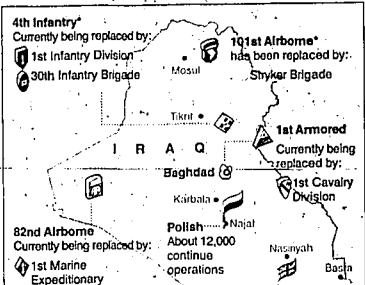 4th Infantry*
Currently being replaced by:
1st Infantry Division
30th Infantry Brigade
101st Airborne*
has been replaced by:
Stryker Brigade
Mosul
Tikrit
1st Armored
Currently being
replaced by:
1st Cavalry
Division
I R A Q
Baghdad
Karbala
Najaf
Polish
About 12,000
continue
operations
82nd Airborne
Currently being replaced by:
1st Marine
Expeditionary
Nasiriyah
Basra